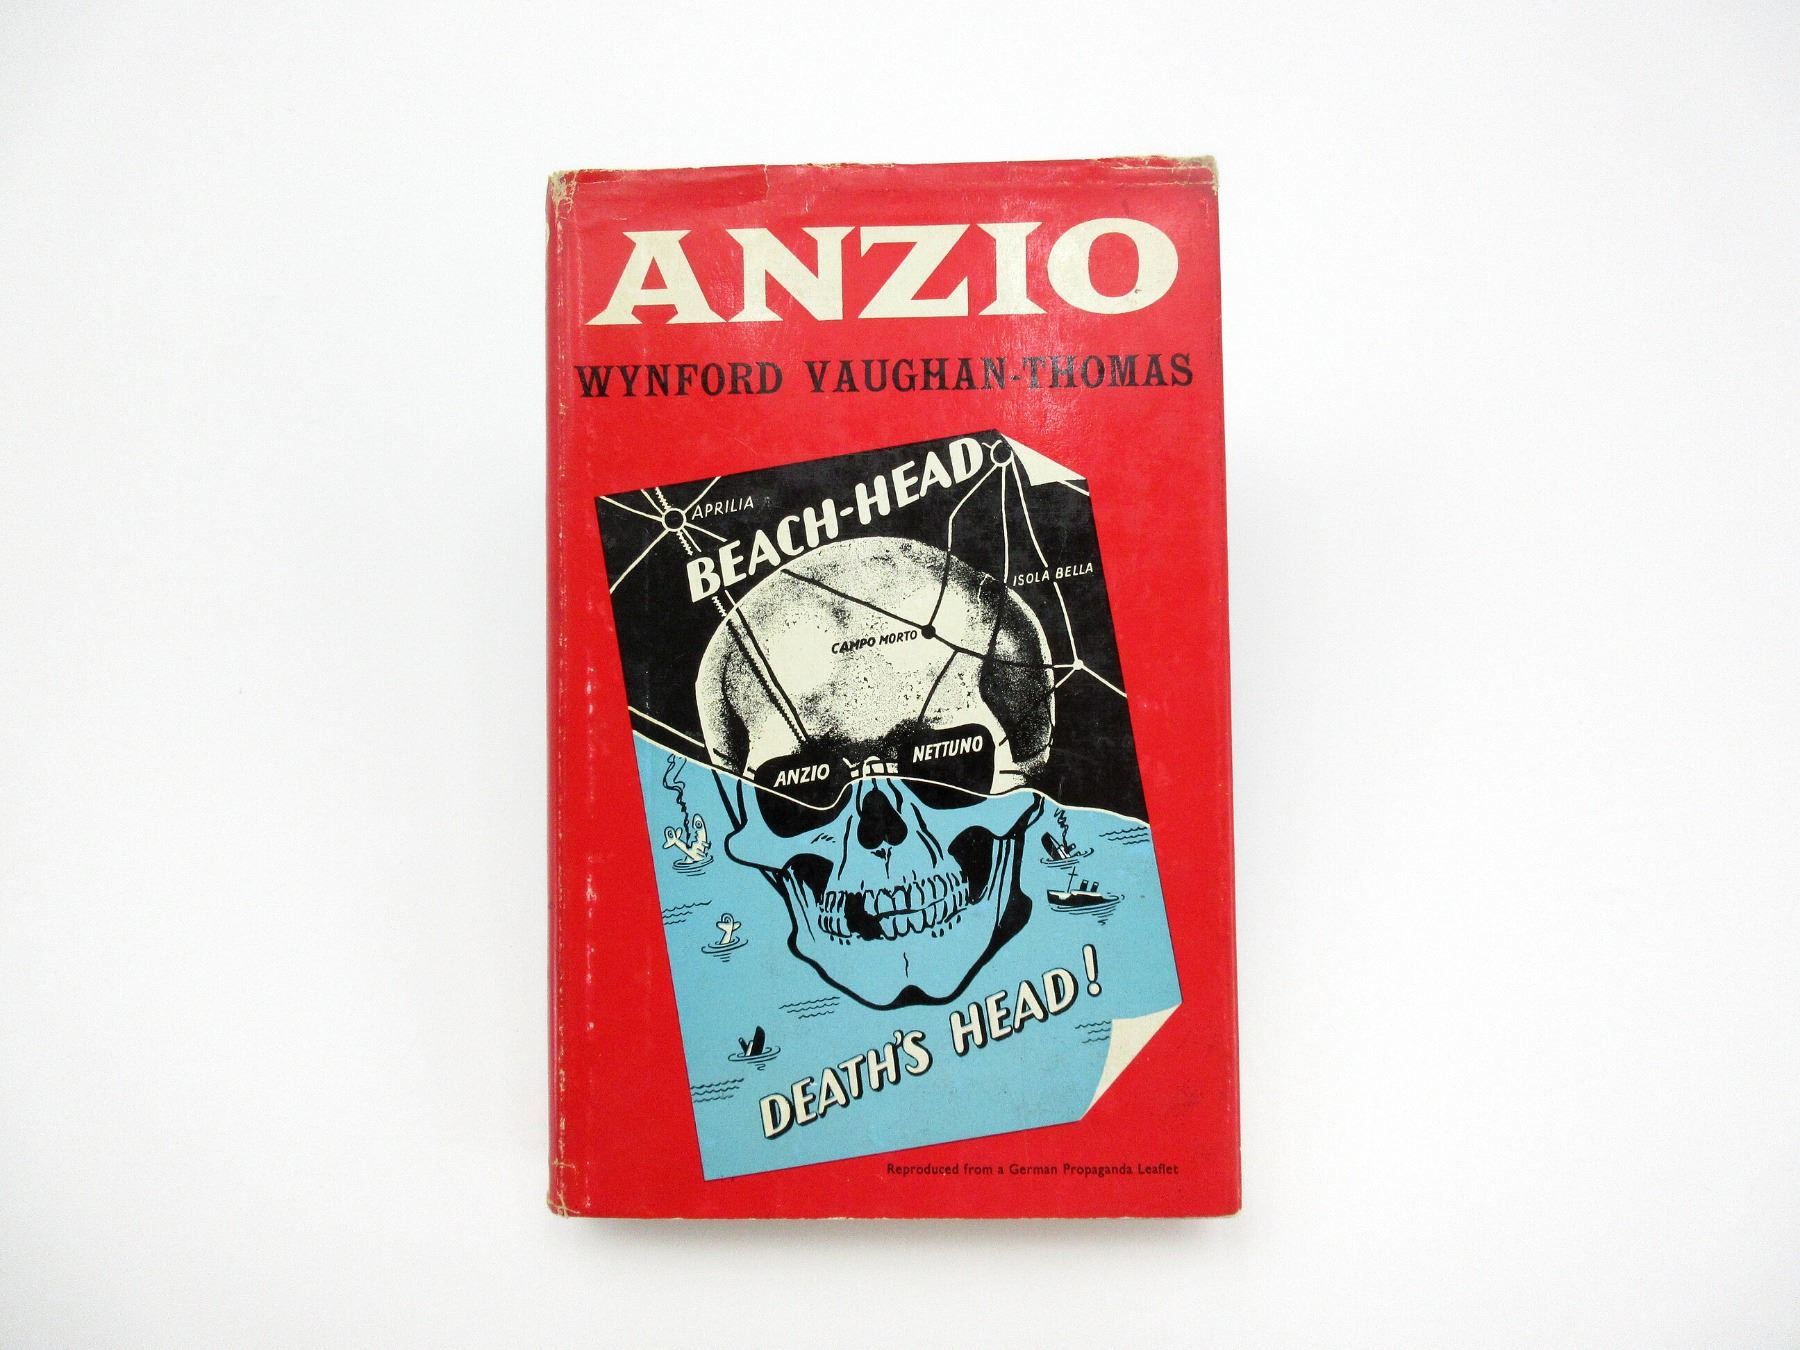 ANZIO
WYNFORD VAUGHAN-THOMAS
BEACH-HEAD
APRILIA
ISOLA BELLA
CAMPO MORTO
ANZIO
NETTUNO
DEATH'S HEAD!
Reproduced from a German Propaganda Leaflet